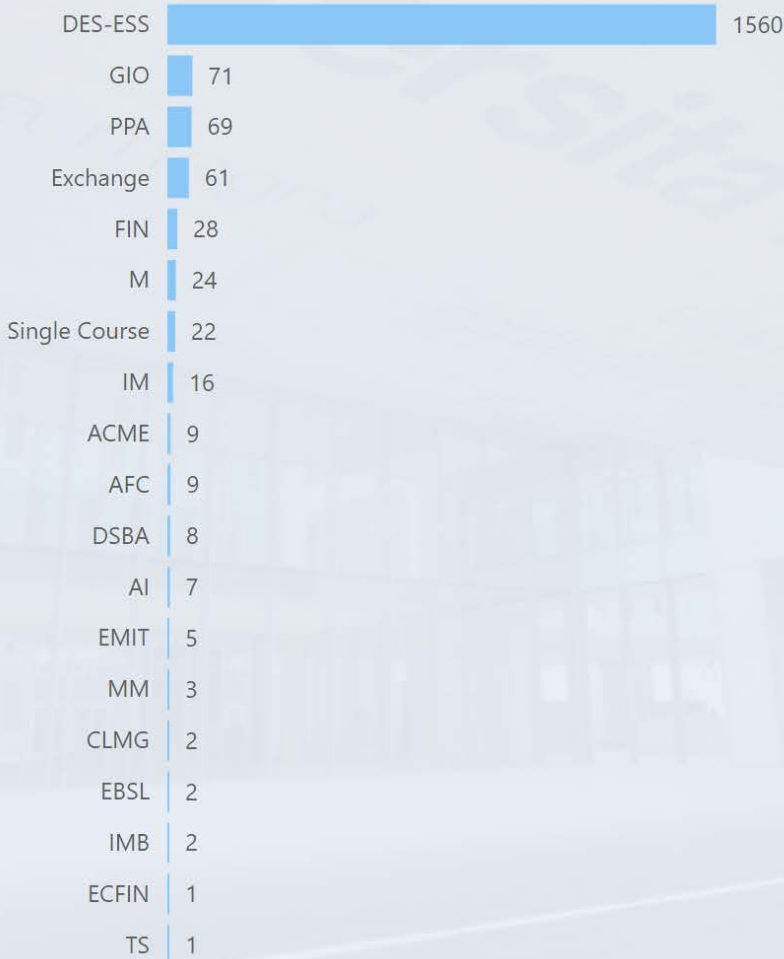 DES-ESS 1560
GIO 71
PPA 69
Exchange 61
FIN 28
M 24
Single Course 22
IM 16
ACME 9
AFC 9
DSBA 8
AI 7
EMIT 5
MM 3
CLMG 2
EBSL 2
IMB 2
ECFIN 1
TS 1